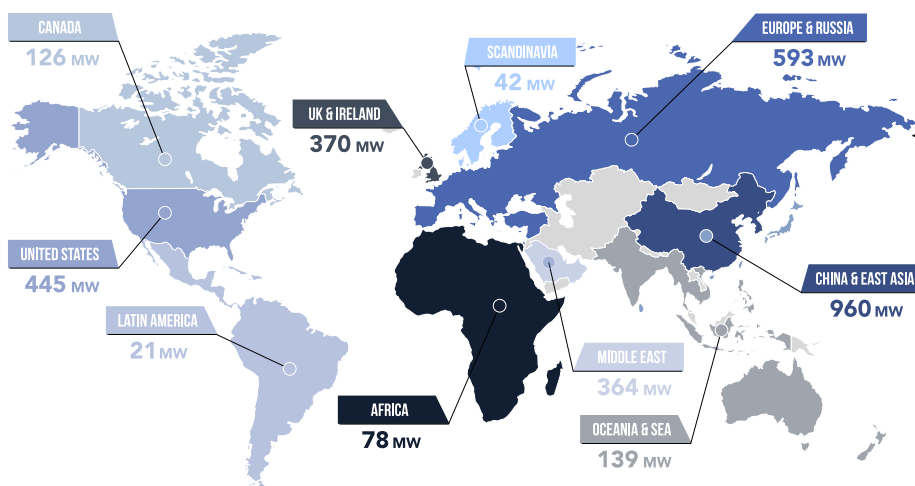 CANADA
126 MW
EUROPE & RUSSIA
593 MW
SCANDINAVIA
42 MW
UK & IRELAND
370 MW
UNITED STATES
445 MW
CHINA & EAST ASIA
960 MW
LATIN AMERICA
21 MW
MIDDLE EAST
364 MW
AFRICA
78 MW
OCEANIA & SEA
139 MW